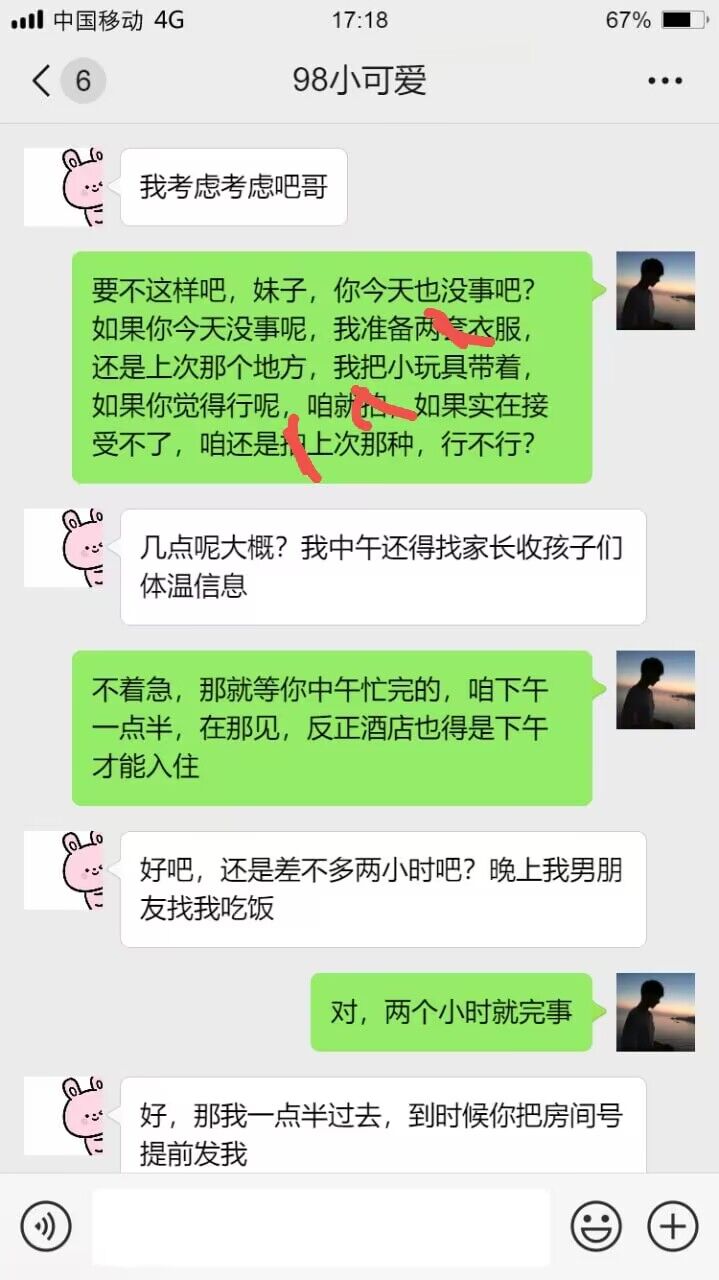 中国移动 4G 17:18 67%
6 98小可爱
我考虑考虑吧哥
要不这样吧，妹子，你今天也没事吧？
如果你今天没事呢，我准备两套衣服，
还是上次那个地方，我把小玩具带着，
如果你觉得行呢，咱就拍，如果实在接
受不了，咱还是拍上次那种，行不行？
几点呢大概？我中午还得找家长收孩子们
体温信息
不着急，那就等你中午忙完的，咱下午
一点半，在那见，反正酒店也得是下午
才能入住
好吧，还是差不多两小时吧？晚上我男朋
友找我吃饭
对，两个小时就完事
好，那我一点半过去，到时候你把房间号
提前发我